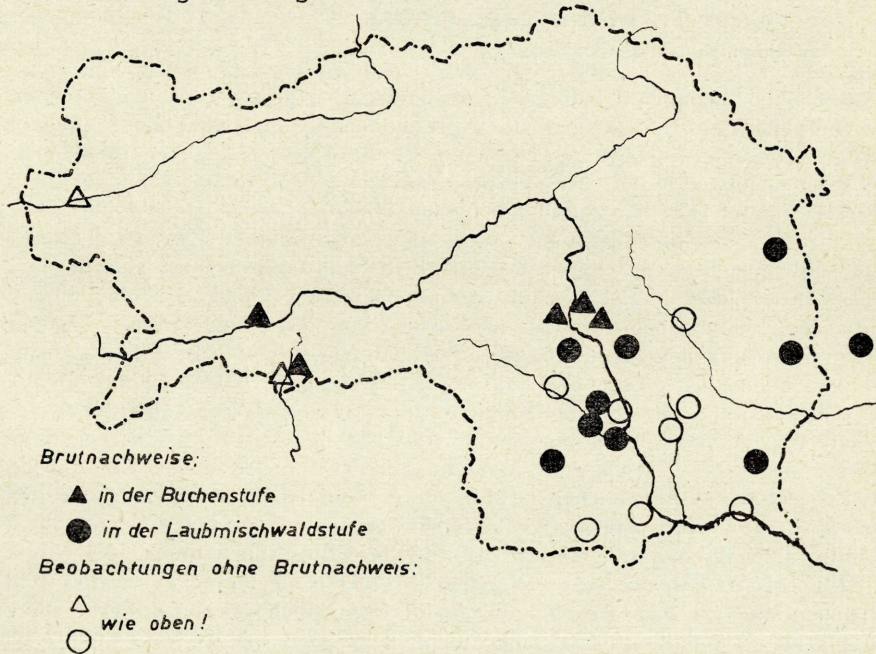 Brutnachweise:
in der Buchenstufe
in der Laubmischwaldstufe
Beobachtungen ohne Brutnachweis:
wie oben!